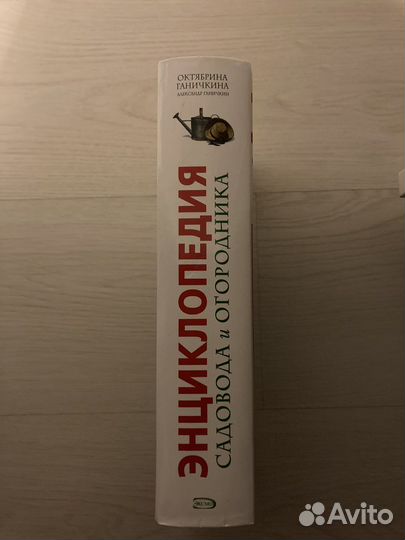 ОКТЯБРИНА
ГАНИЧКИНА
АЛЕКСАНДР ГАНИЧКИН
ЭНЦИКЛОПЕДИЯ
САДОВОДА и ОГОРОДНИКА
ЭКСМО
Avito